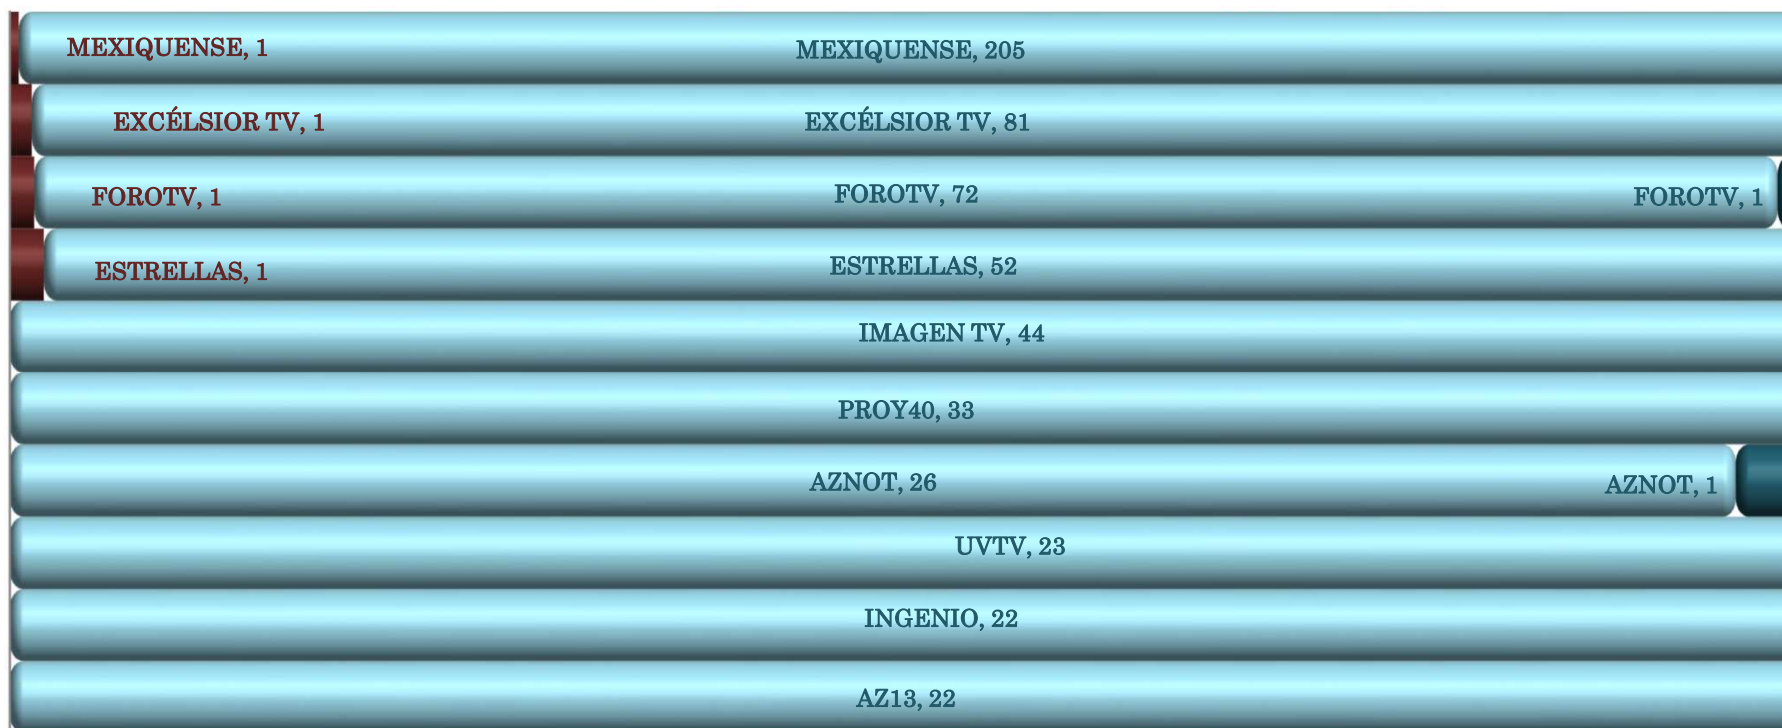 MEXIQUENSE, 1 MEXIQUENSE, 205
EXCÉLSIOR TV, 1 EXCÉLSIOR TV, 81
FOROTV, 1 FOROTV, 72 FOROTV, 1
ESTRELLAS, 1 ESTRELLAS, 52
IMAGEN TV, 44
PROY40, 33
AZNOT, 26 AZNOT, 1
UVTV, 23
INGENIO, 22
AZ13, 22